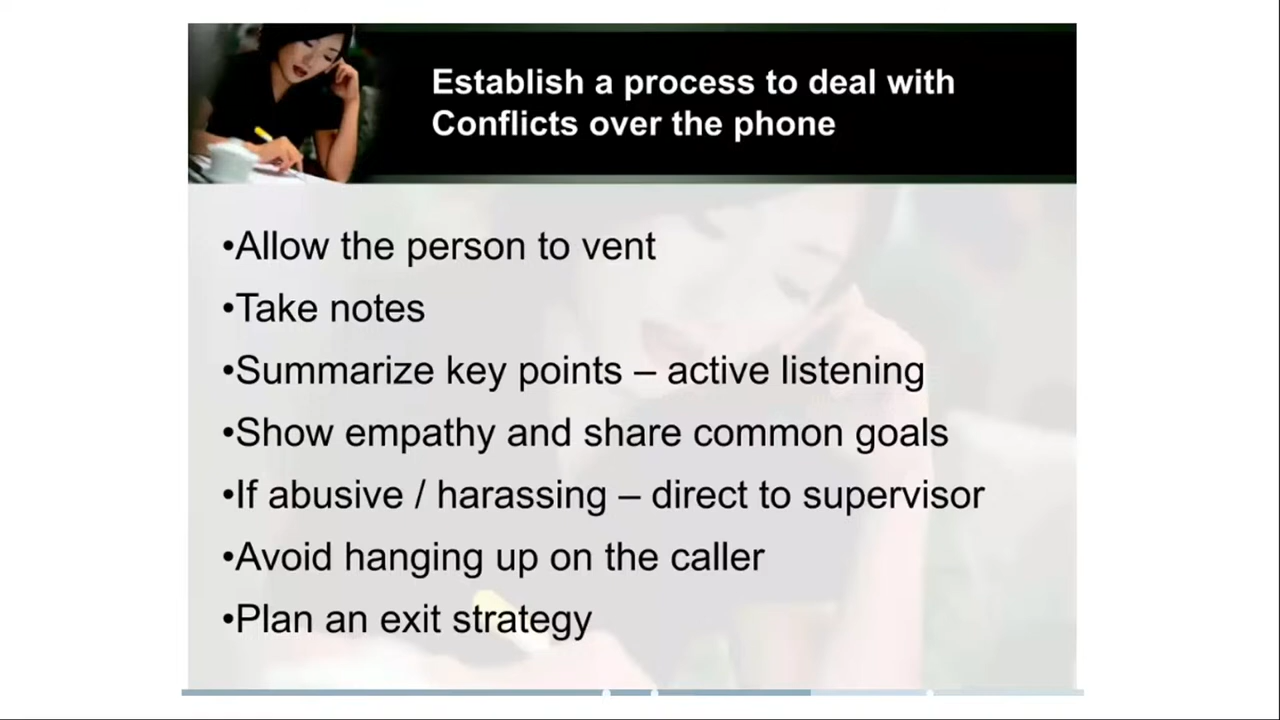 Establish a process to deal with
Conflicts over the phone
•Allow the person to vent
•Take notes
•Summarize key points – active listening
•Show empathy and share common goals
•If abusive / harassing – direct to supervisor
•Avoid hanging up on the caller
•Plan an exit strategy